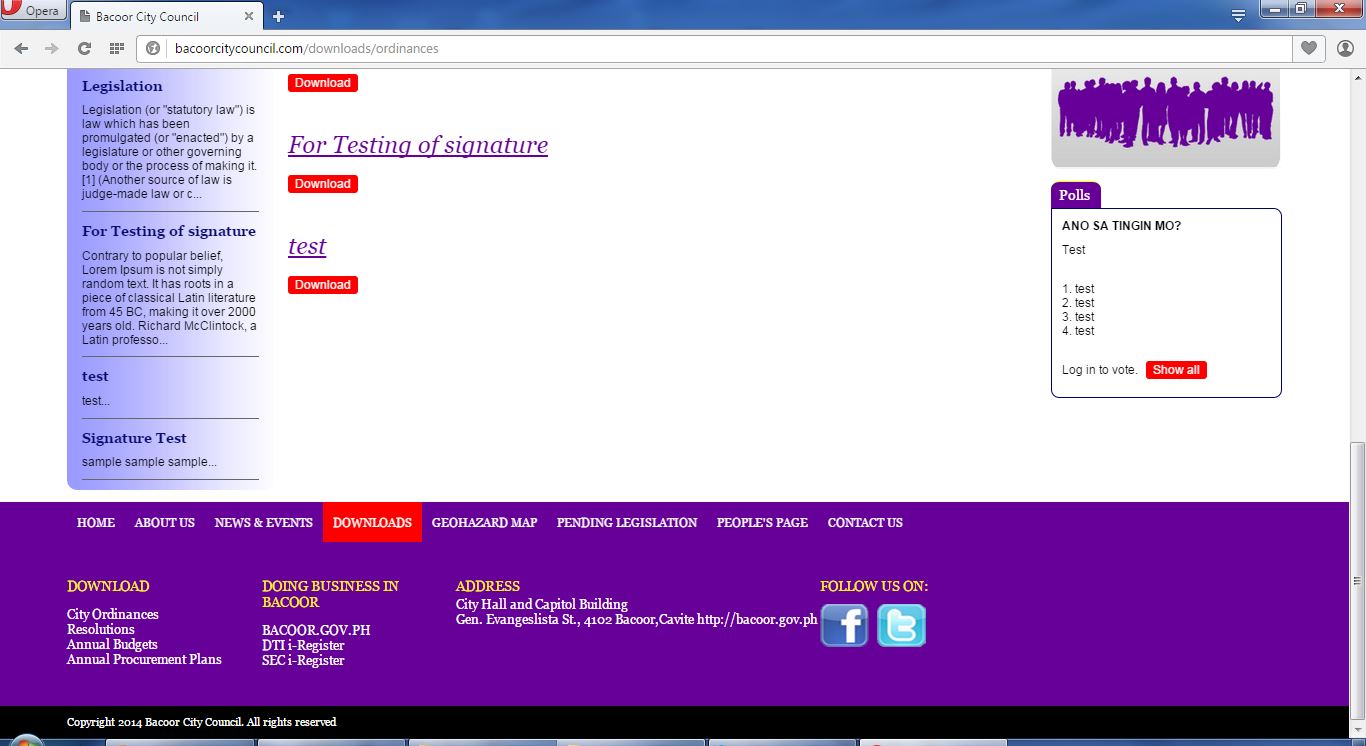 Opera
Bacoor City Council
bacoorcitycouncil.com/downloads/ordinances
Legislation
Legislation (or "statutory law") is
law which has been
promulgated (or "enacted") by a
legislature or other governing
body or the process of making it.
[1] (Another source of law is
judge-made law or c...
For Testing of signature
Contrary to popular belief,
Lorem Ipsum is not simply
random text. It has roots in a
piece of classical Latin literature
from 45 BC, making it over 2000
years old. Richard McClintock, a
Latin professo...
test
test...
Signature Test
sample sample sample...
Download
For Testing of signature
Download
test
Download
Polls
ANO SA TINGIN MO?
Test
1. test
2. test
3. test
4. test
Log in to vote. Show all
HOME ABOUT US NEWS & EVENTS DOWNLOADS GEOHAZARD MAP PENDING LEGISLATION PEOPLE'S PAGE CONTACT US
DOWNLOAD
City Ordinances
Resolutions
Annual Budgets
Annual Procurement Plans
DOING BUSINESS IN
BACOOR
BACOOR.GOV.PH
DTI i-Register
SEC i-Register
ADDRESS
City Hall and Capitol Building
Gen. Evangeslista St., 4102 Bacoor,Cavite http://bacoor.gov.ph
FOLLOW US ON:
Copyright 2014 Bacoor City Council. All rights reserved